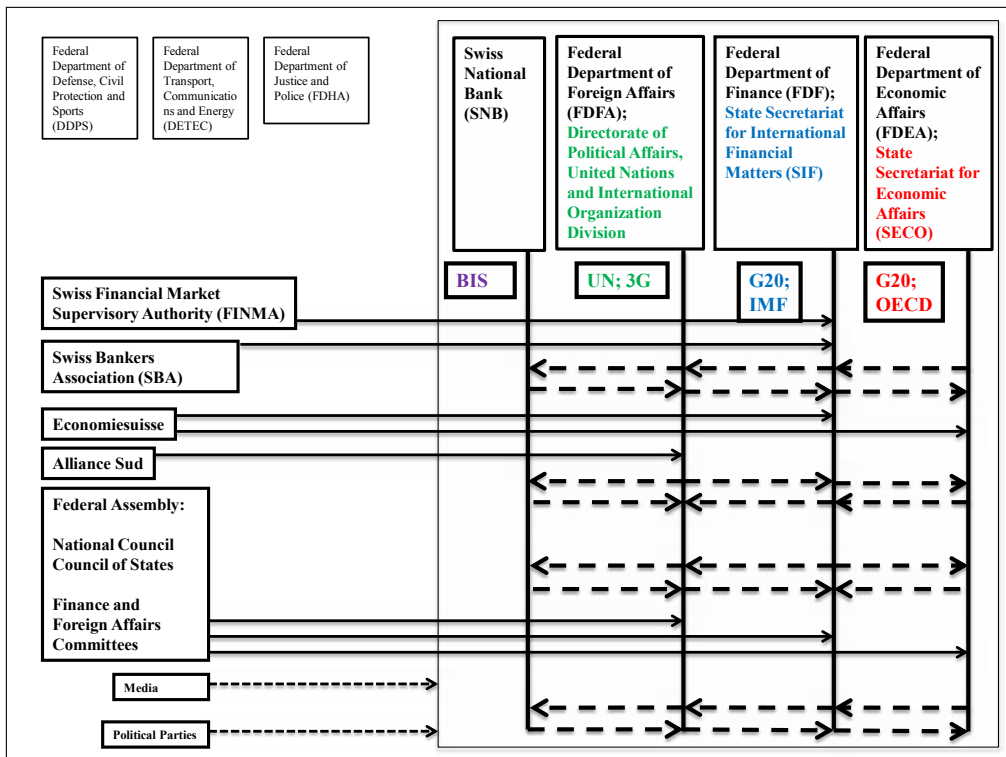 Federal
Department of
Defense, Civil
Protection and
Sports
(DDPS)
Federal
Department of
Transport,
Communicatio
ns and Energy
(DETEC)
Federal
Department of
Justice and
Police (FDHA)
Swiss
National
Bank
(SNB)
Federal
Department of
Foreign Affairs
(FDFA);
Directorate of
Political Affairs,
United Nations
and International
Organization
Division
Federal
Department of
Finance (FDF);
State Secretariat
for International
Financial
Matters (SIF)
Federal
Department of
Economic
Affairs
(FDEA);
State
Secretariat for
Economic
Affairs
(SECO)
BIS
UN; 3G
G20;
IMF
G20;
OECD
Swiss Financial Market
Supervisory Authority (FINMA)
Swiss Bankers
Association (SBA)
Economiesuisse
Alliance Sud
Federal Assembly:
National Council
Council of States
Finance and
Foreign Affairs
Committees
Media
Political Parties